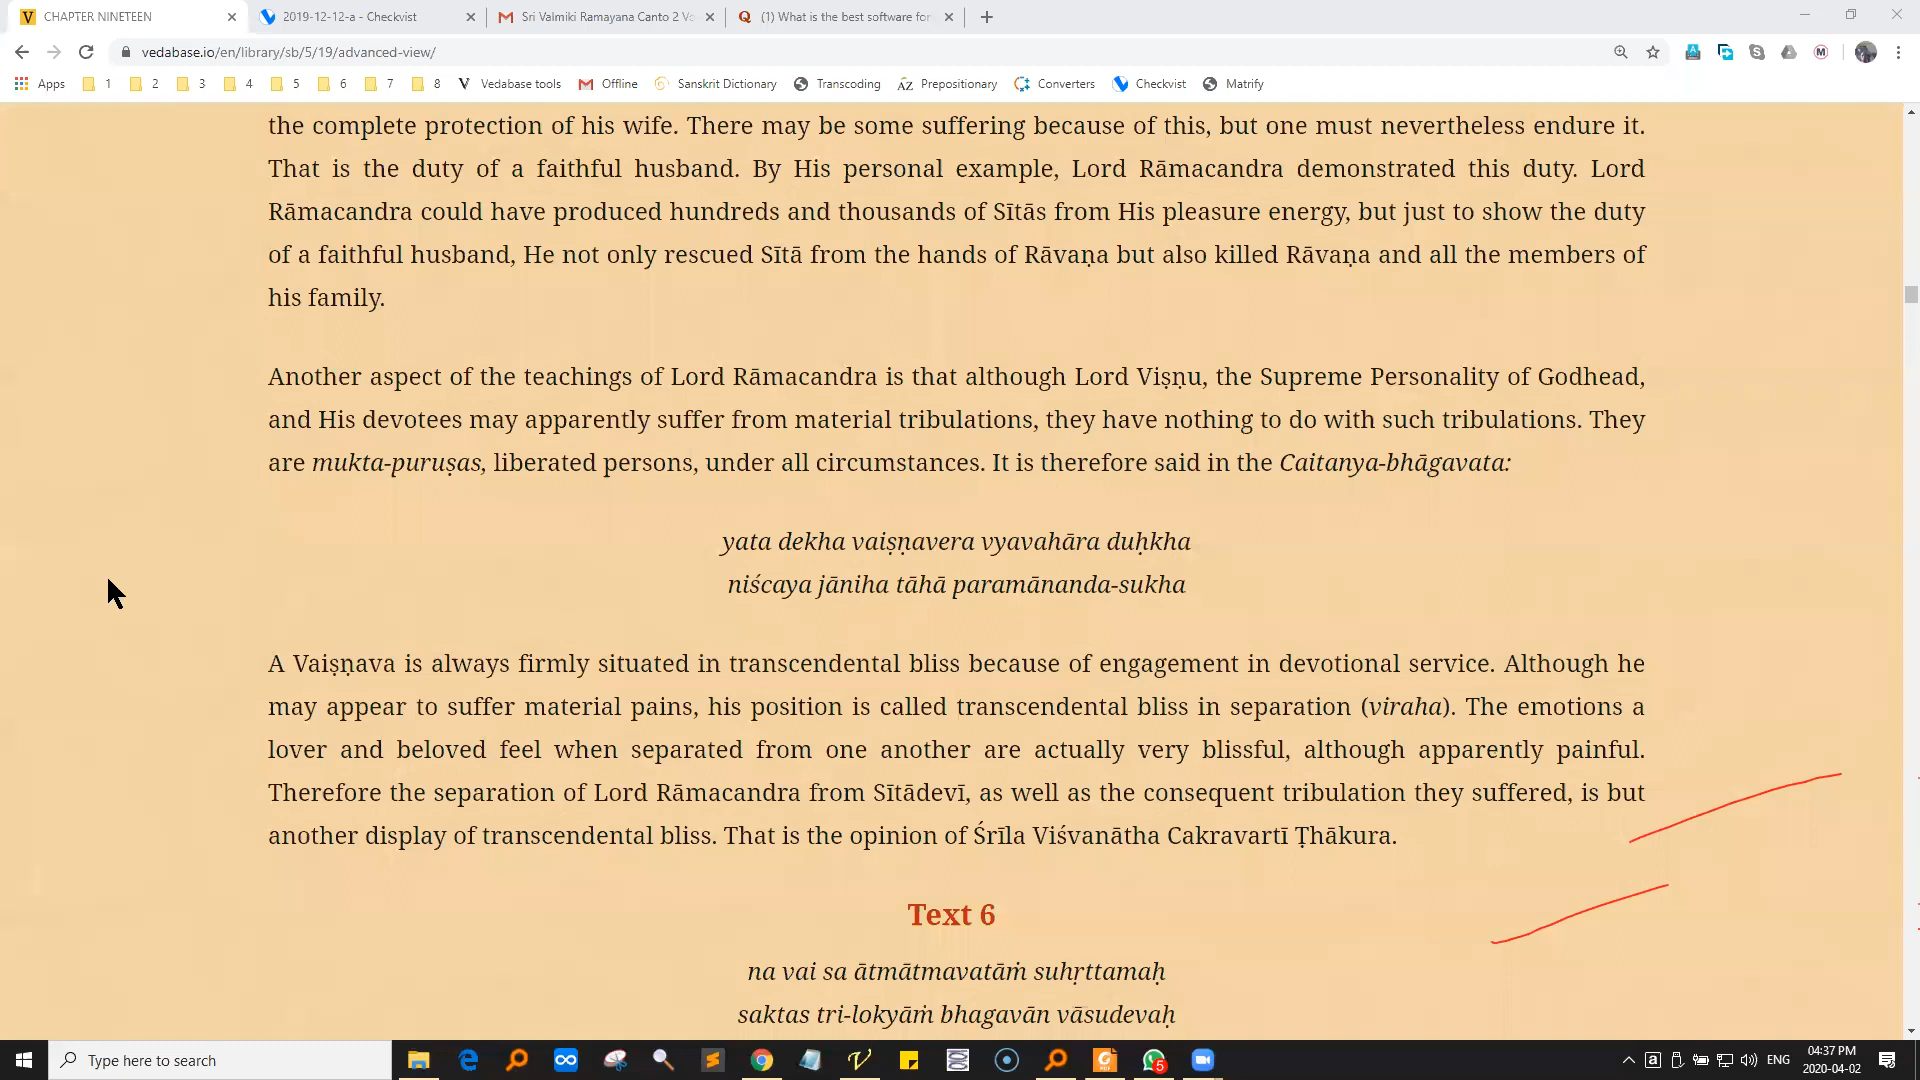 CHAPTER NINETEEN
2019-12-12-a - Checkvist
Sri Valmiki Ramayana Canto 2 Vo
(1) What is the best software for
vedabase.io/en/library/sb/5/19/advanced-view/
Apps 1 2 3 4 5 6 7 8 Vedabase tools Offline Sanskrit Dictionary Transcoding Prepositionary Converters Checkvist Matrify
the complete protection of his wife. There may be some suffering because of this, but one must nevertheless endure it.
That is the duty of a faithful husband. By His personal example, Lord Rāmacandra demonstrated this duty. Lord
Rāmacandra could have produced hundreds and thousands of Sītās from His pleasure energy, but just to show the duty
of a faithful husband, He not only rescued Sītā from the hands of Rāvaṇa but also killed Rāvaṇa and all the members of
his family.
Another aspect of the teachings of Lord Rāmacandra is that although Lord Viṣṇu, the Supreme Personality of Godhead,
and His devotees may apparently suffer from material tribulations, they have nothing to do with such tribulations. They
are mukta-puruṣas, liberated persons, under all circumstances. It is therefore said in the Caitanya-bhāgavata:
yata dekha vaiṣṇavera vyavahāra duḥkha
niścaya jāniha tāhā paramānanda-sukha
A Vaiṣṇava is always firmly situated in transcendental bliss because of engagement in devotional service. Although he
may appear to suffer material pains, his position is called transcendental bliss in separation (viraha). The emotions a
lover and beloved feel when separated from one another are actually very blissful, although apparently painful.
Therefore the separation of Lord Rāmacandra from Sītādevī, as well as the consequent tribulation they suffered, is but
another display of transcendental bliss. That is the opinion of Śrīla Viśvanātha Cakravartī Ṭhākura.
Text 6
na vai sa ātmātmavatāṁ suhṛttamaḥ
saktas tri-lokyāṁ bhagavān vāsudevaḥ
Type here to search
5
ENG
04:37 PM
2020-04-02